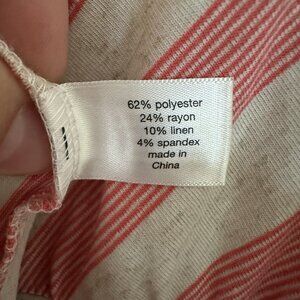 62% polyester
24% rayon
10% linen
4% spandex
made in
China